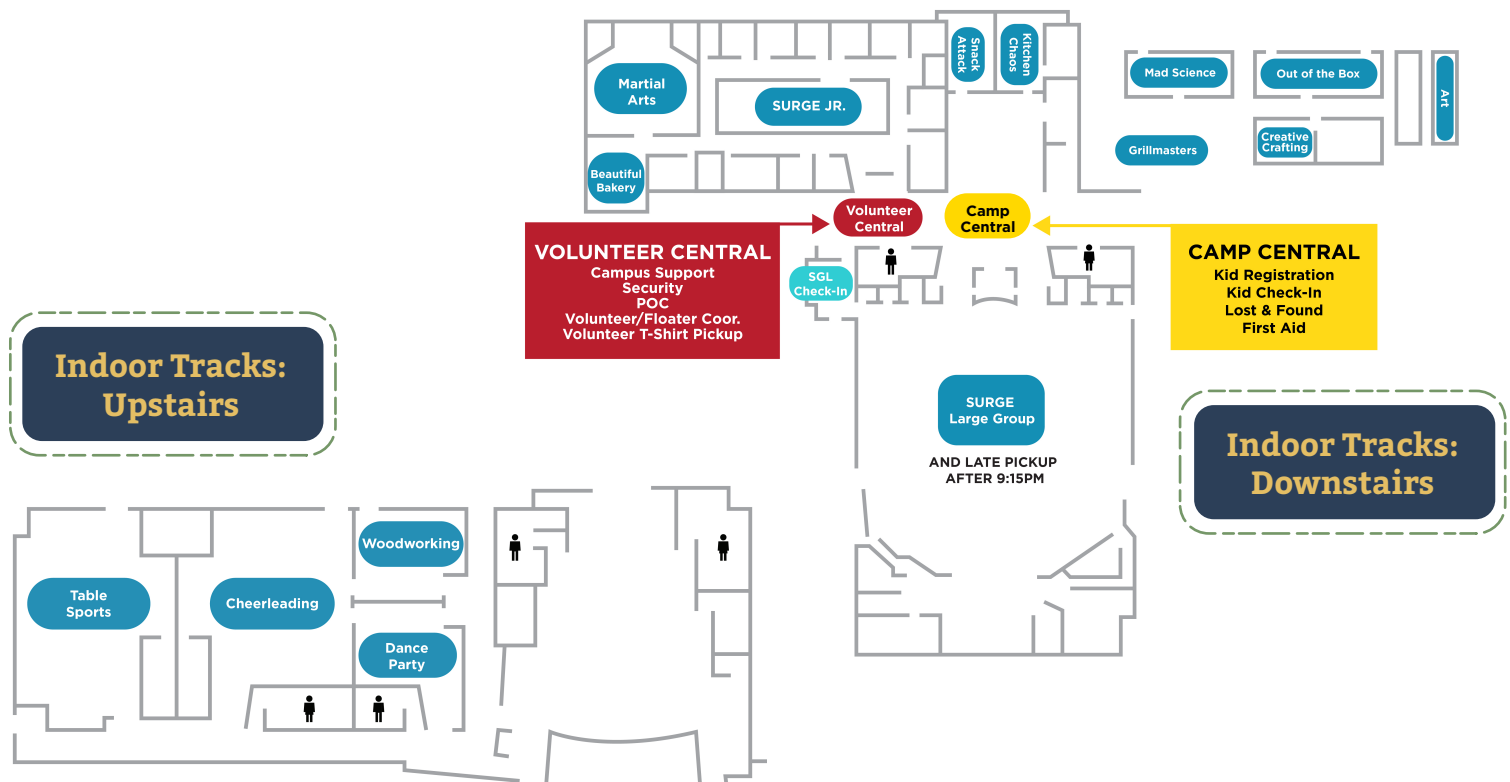 Snack
Attack
Kitchen
Chaos
Martial
Arts
SURGE JR.
Mad Science
Out of the Box
Art
Creative
Crafting
Grillmasters
Beautiful
Bakery
Volunteer
Central
Camp
Central
VOLUNTEER CENTRAL
Campus Support
Security
POC
Volunteer/Floater Coor.
Volunteer T-Shirt Pickup
SGL
Check-In
CAMP CENTRAL
Kid Registration
Kid Check-In
Lost & Found
First Aid
Indoor Tracks:
Upstairs
SURGE
Large Group
AND LATE PICKUP
AFTER 9:15PM
Indoor Tracks:
Downstairs
Woodworking
Table
Sports
Cheerleading
Dance
Party